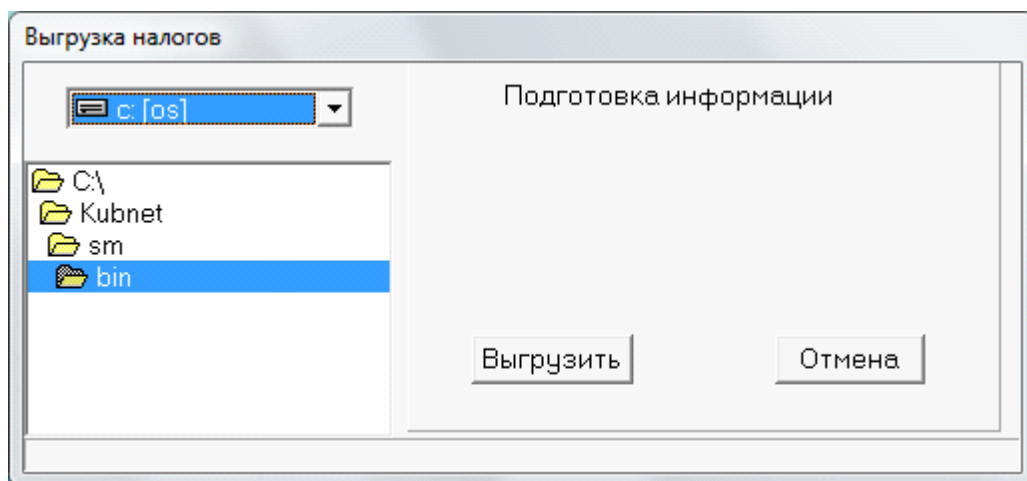 Выгрузка налогов
c: [os]
Подготовка информации
C:\
Kubnet
sm
bin
Выгрузить
Отмена